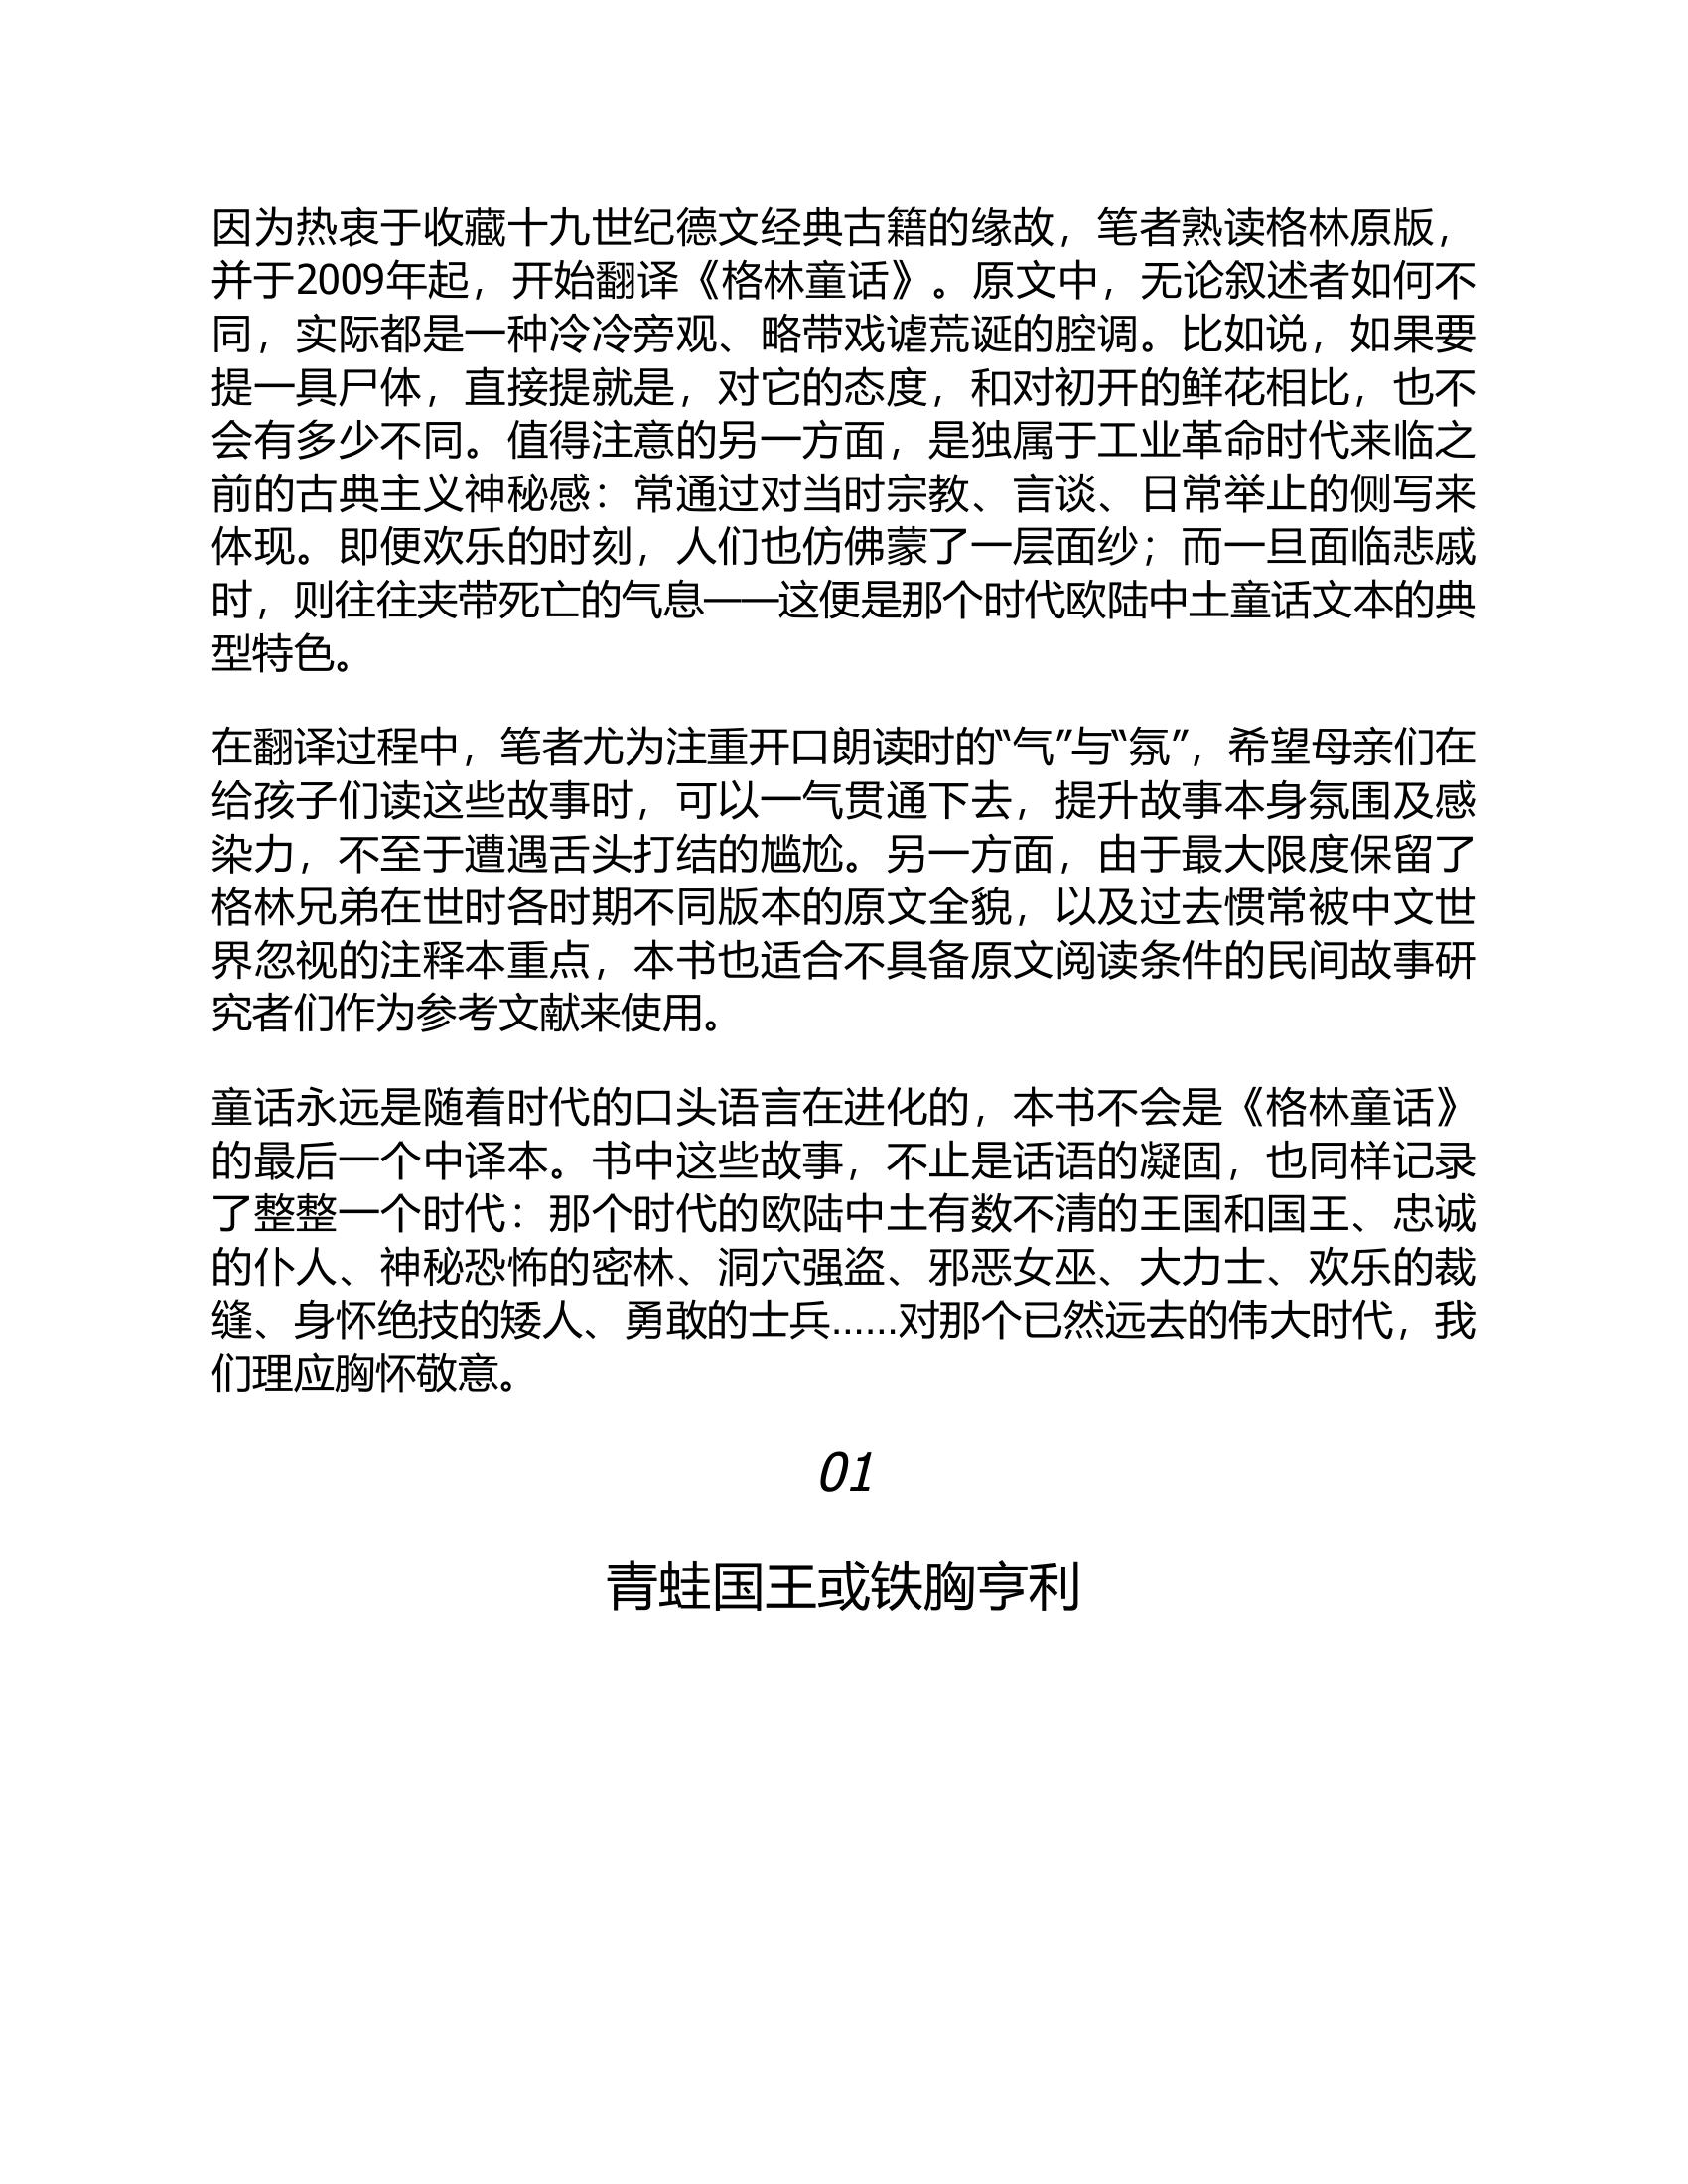 因为热衷于收藏十九世纪德文经典古籍的缘故，笔者熟读格林原版，
并于2009年起，开始翻译《格林童话》。原文中，无论叙述者如何不
同，实际都是一种冷冷旁观、略带戏谑荒诞的腔调。比如说，如果要
提一具尸体，直接提就是，对它的态度，和对初开的鲜花相比，也不
会有多少不同。值得注意的另一方面，是独属于工业革命时代来临之
前的古典主义神秘感：常通过对当时宗教、言谈、日常举止的侧写来
体现。即便欢乐的时刻，人们也仿佛蒙了一层面纱；而一旦面临悲戚
时，则往往夹带死亡的气息——这便是那个时代欧陆中土童话文本的典
型特色。
在翻译过程中，笔者尤为注重开口朗读时的“气”与“氛”，希望母亲们在
给孩子们读这些故事时，可以一气贯通下去，提升故事本身氛围及感
染力，不至于遭遇舌头打结的尴尬。另一方面，由于最大限度保留了
格林兄弟在世时各时期不同版本的原文全貌，以及过去惯常被中文世
界忽视的注释本重点，本书也适合不具备原文阅读条件的民间故事研
究者们作为参考文献来使用。
童话永远是随着时代的口头语言在进化的，本书不会是《格林童话》
的最后一个中译本。书中这些故事，不止是话语的凝固，也同样记录
了整整一个时代：那个时代的欧陆中土有数不清的王国和国王、忠诚
的仆人、神秘恐怖的密林、洞穴强盗、邪恶女巫、大力士、欢乐的裁
缝、身怀绝技的矮人、勇敢的士兵……对那个已然远去的伟大时代，我
们理应胸怀敬意。
01
青蛙国王或铁胸亨利